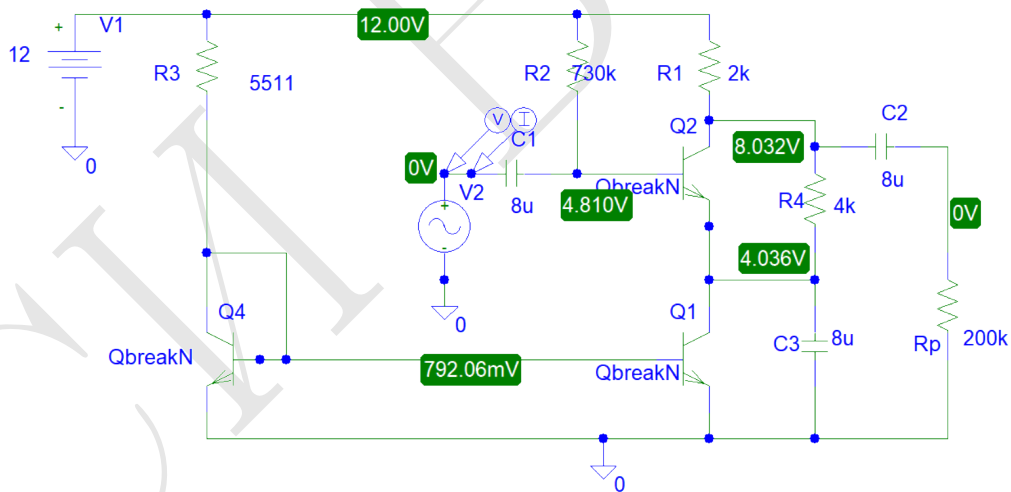 +
V1
12
-
0
R3
5511
12.00V
R2
730k
R1
2k
V
I
C1
0V
V2
8u
+
-
0
4.810V
Q2
QbreakN
8.032V
C2
8u
R4
4k
0V
4.036V
Q4
QbreakN
792.06mV
Q1
QbreakN
C3
8u
Rp
200k
0
СИ В